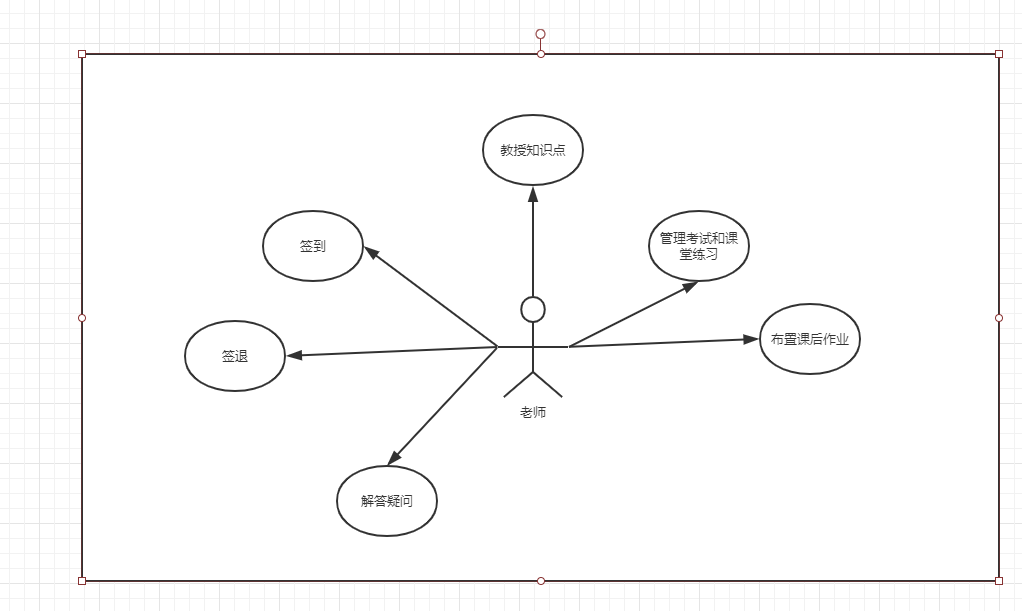 教授知识点
签到
管理考试和课
堂练习
布置课后作业
签退
老师
解答疑问